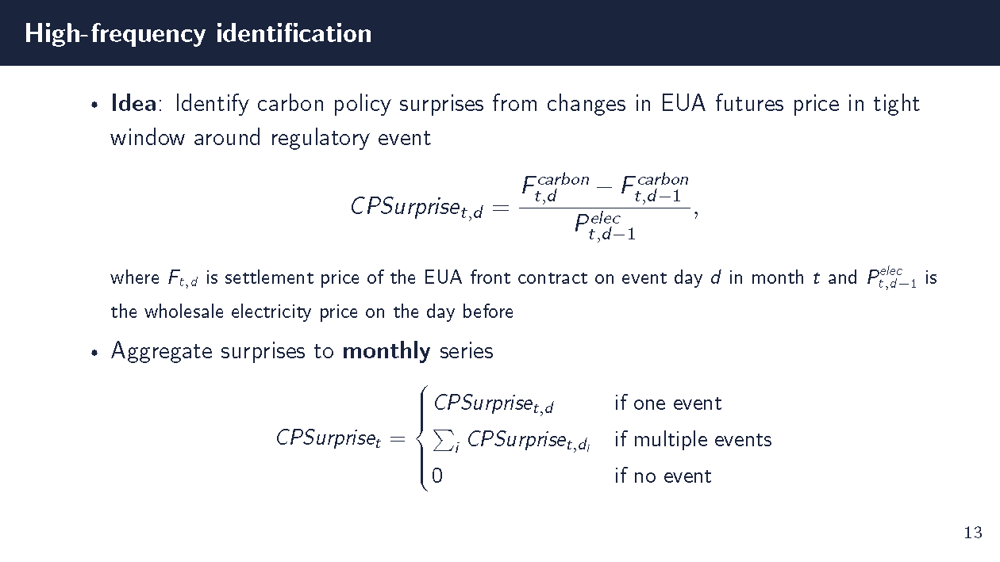 High-frequency identification
• Idea: Identify carbon policy surprises from changes in EUA futures price in tight
window around regulatory event
CPSurprise_{t,d} = \frac{F^{carbon}_{t,d} − F^{carbon}_{t,d−1}}{P^{elec}_{t,d−1}},
where F_{t,d} is settlement price of the EUA front contract on event day d in month t and P^{elec}_{t,d−1} is
the wholesale electricity price on the day before
• Aggregate surprises to monthly series
CPSurprise_t = { CPSurprise_{t,d} if one event
∑_i CPSurprise_{t,d_i} if multiple events
0 if no event
13